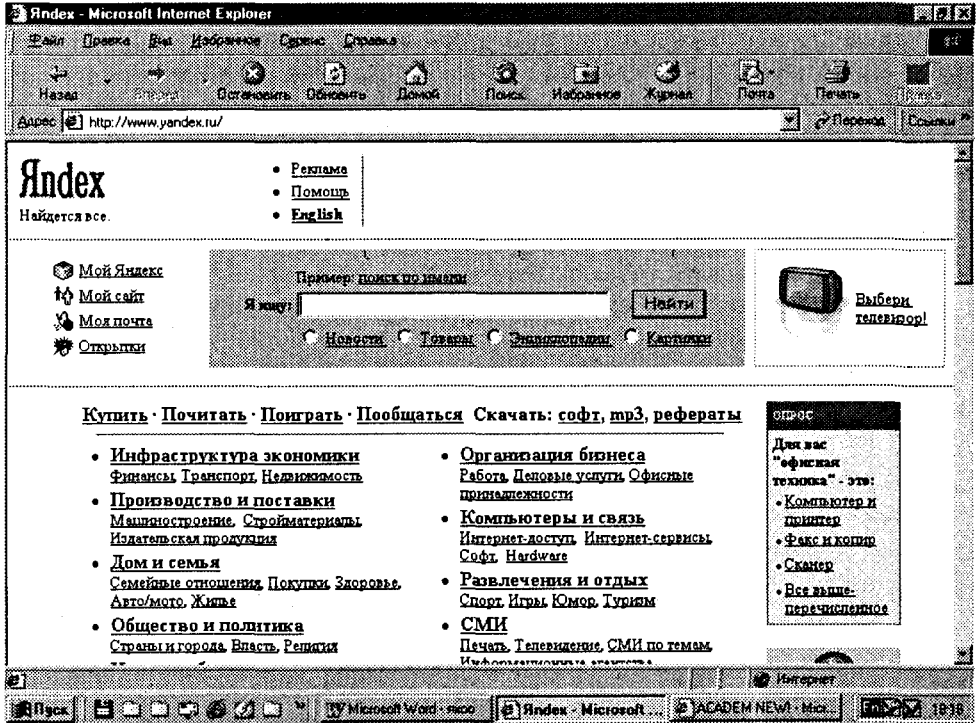 Яndex - Microsoft Internet Explorer
Файл Правка Вид Избранное Сервис Справка
Назад Остановить Обновить Домой Поиск Избранное Журнал Почта Печать
Адрес http://www.yandex.ru/ Переход Ссылки »
Яndex
Найдется все.
• Реклама
• Помощь
• English
Мой Яндекс
Мой сайт
Моя почта
Открытки
Пример: поиск по имени
Я ищу: Найти
Новости Товары Энциклопедии Картинки
Выбери
телевизор!
Купить · Почитать · Поиграть · Пообщаться Скачать: софт, mp3, рефераты
• Инфраструктура экономики
Финансы, Транспорт, Недвижимость
• Производство и поставки
Машиностроение, Стройматериалы,
Издательская продукция
• Дом и семья
Семейные отношения, Покупки, Здоровье,
Авто/мото, Жилье
• Общество и политика
Страны и города, Власть, Религия
• Организация бизнеса
Работа, Деловые услуги, Офисные
принадлежности
• Компьютеры и связь
Интернет-доступ, Интернет-сервисы,
Софт, Hardware
• Развлечения и отдых
Спорт, Игры, Юмор, Туризм
• СМИ
Печать, Телевидение, СМИ по темам,
Информационные агентства
опрос
Для вас
"офисная
техника" - это:
• Компьютер и
принтер
• Факс и копир
• Сканер
• Все выше-
перечисленное
Интернет
Пуск » Microsoft Word - Яndex - Microsoft ... ACADEM NEW! - Micr... En 18:18